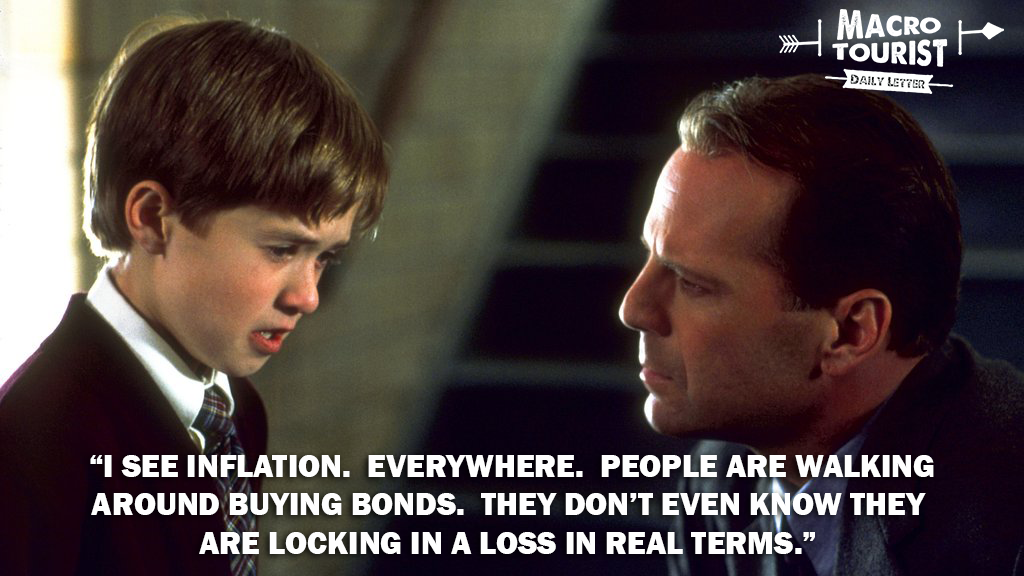 MACRO
TOURIST
DAILY LETTER
“I SEE INFLATION.  EVERYWHERE.  PEOPLE ARE WALKING
AROUND BUYING BONDS.  THEY DON’T EVEN KNOW THEY
ARE LOCKING IN A LOSS IN REAL TERMS.”